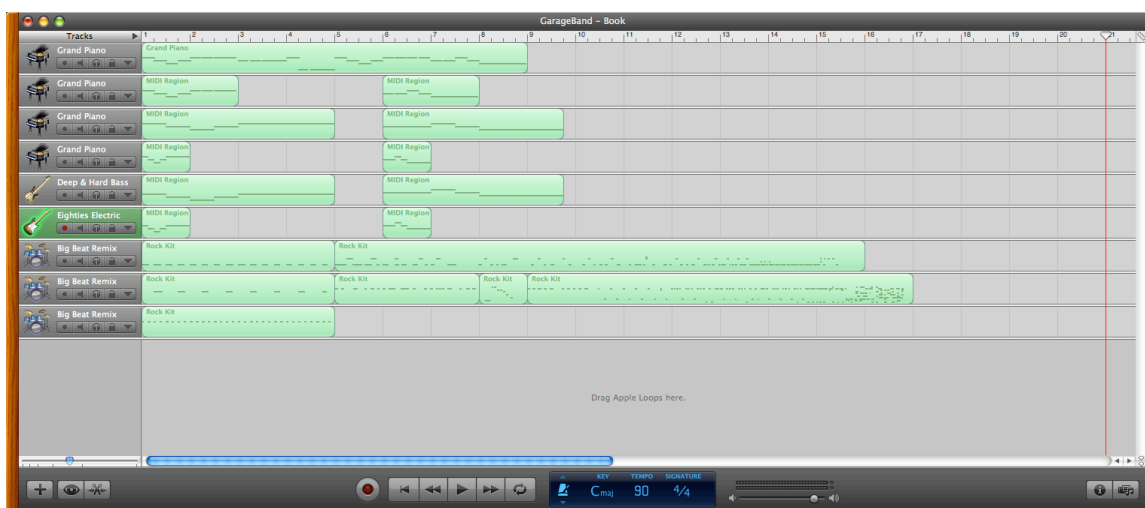 GarageBand – Book
Tracks
1 2 3 4 5 6 7 8 9 10 11 12 13 14 15 16 17 18 19 20 21
Grand Piano
Grand Piano
Grand Piano
MIDI Region MIDI Region
Grand Piano
MIDI Region MIDI Region
Grand Piano
MIDI Region MIDI Region
Deep & Hard Bass
MIDI Region MIDI Region
Eighties Electric
MIDI Region MIDI Region
Big Beat Remix
Rock Kit Rock Kit
Big Beat Remix
Rock Kit Rock Kit Rock Kit Rock Kit
Big Beat Remix
Rock Kit
Drag Apple Loops here.
KEY TEMPO SIGNATURE
Cmaj 90 4/4